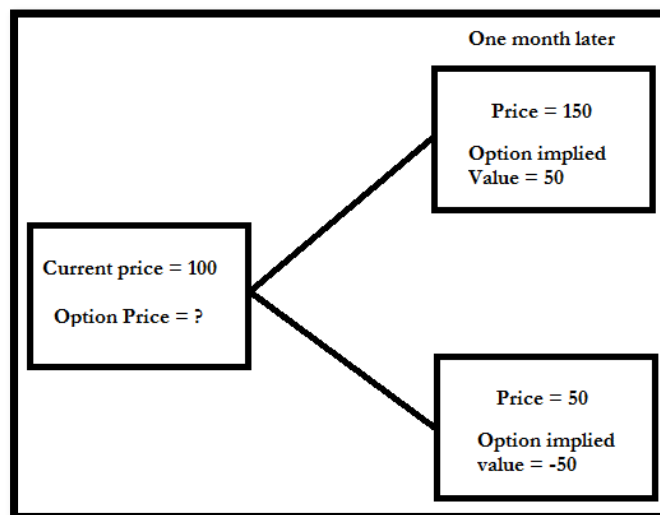 One month later
Price = 150
Option implied
Value = 50
Current price = 100
Option Price = ?
Price = 50
Option implied
value = -50